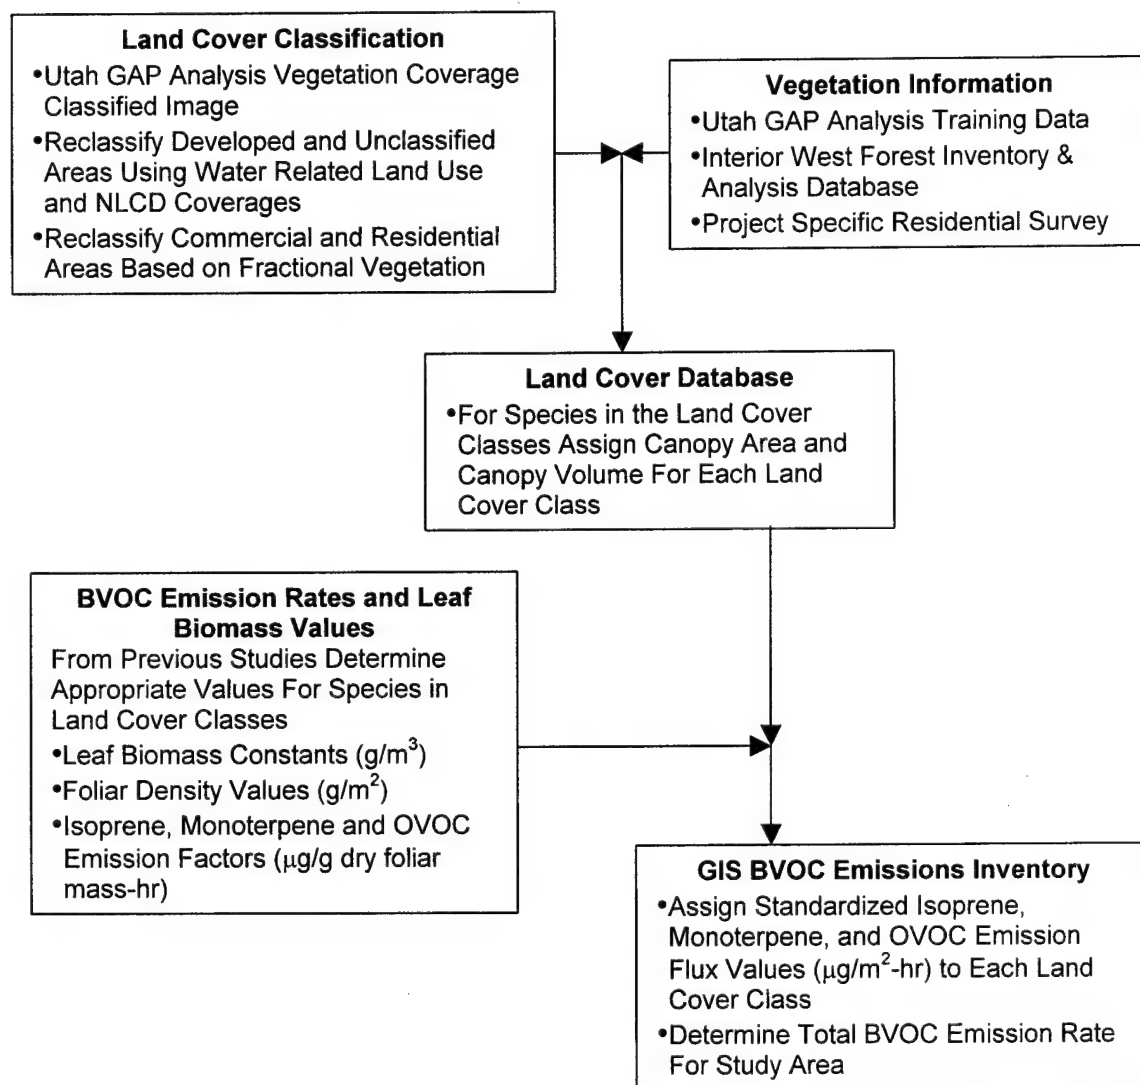 Land Cover Classification
•Utah GAP Analysis Vegetation Coverage
Classified Image
•Reclassify Developed and Unclassified
Areas Using Water Related Land Use
and NLCD Coverages
•Reclassify Commercial and Residential
Areas Based on Fractional Vegetation
Vegetation Information
•Utah GAP Analysis Training Data
•Interior West Forest Inventory &
Analysis Database
•Project Specific Residential Survey
Land Cover Database
•For Species in the Land Cover
Classes Assign Canopy Area and
Canopy Volume For Each Land
Cover Class
BVOC Emission Rates and Leaf
Biomass Values
From Previous Studies Determine
Appropriate Values For Species in
Land Cover Classes
•Leaf Biomass Constants (g/m³)
•Foliar Density Values (g/m²)
•Isoprene, Monoterpene and OVOC
Emission Factors (μg/g dry foliar
mass-hr)
GIS BVOC Emissions Inventory
•Assign Standardized Isoprene,
Monoterpene, and OVOC Emission
Flux Values (μg/m²-hr) to Each Land
Cover Class
•Determine Total BVOC Emission Rate
For Study Area